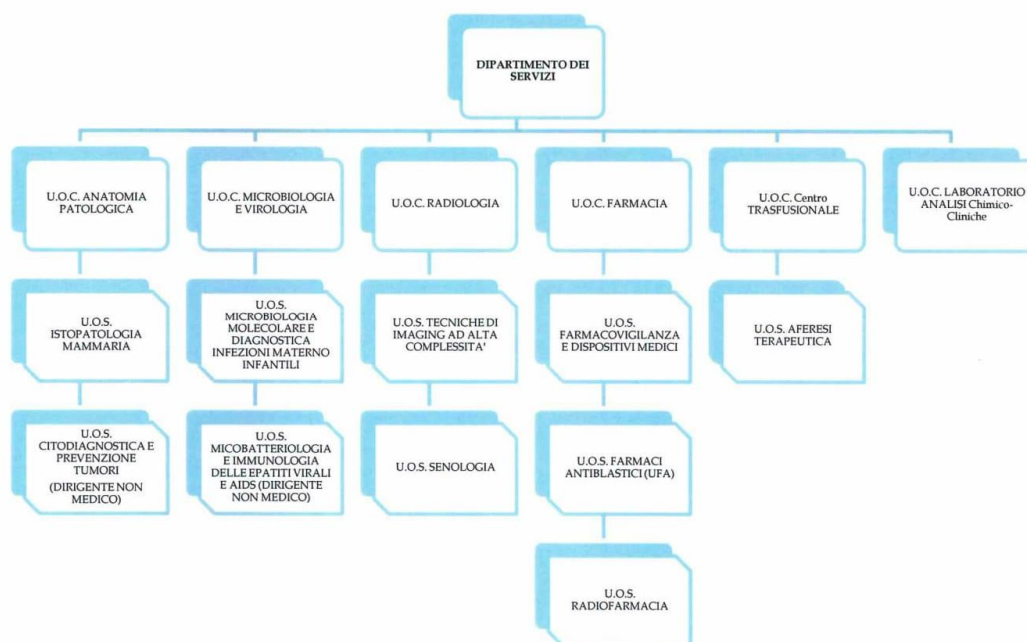 DIPARTIMENTO DEI
SERVIZI
U.O.C. ANATOMIA
PATOLOGICA
U.O.C. MICROBIOLOGIA
E VIROLOGIA
U.O.C. RADIOLOGIA
U.O.C. FARMACIA
U.O.C. Centro
TRASFUSIONALE
U.O.C. LABORATORIO
ANALISI Chimico-
Cliniche
U.O.S.
ISTOPATOLOGIA
MAMMARIA
U.O.S.
MICROBIOLOGIA
MOLECOLARE E
DIAGNOSTICA
INFEZIONI MATERNO
INFANTILI
U.O.S. TECNICHE DI
IMAGING AD ALTA
COMPLESSITA'
U.O.S.
FARMACOVIGILANZA
E DISPOSITIVI MEDICI
U.O.S. AFERESI
TERAPEUTICA
U.O.S.
CITODIAGNOSTICA E
PREVENZIONE
TUMORI
(DIRIGENTE NON
MEDICO)
U.O.S.
MICOBATTERIOLOGIA
E IMMUNOLOGIA
DELLE EPATITI VIRALI
E AIDS (DIRIGENTE
NON MEDICO)
U.O.S. SENOLOGIA
U.O.S. FARMACI
ANTIBLASTICI (UFA)
U.O.S.
RADIOFARMACIA